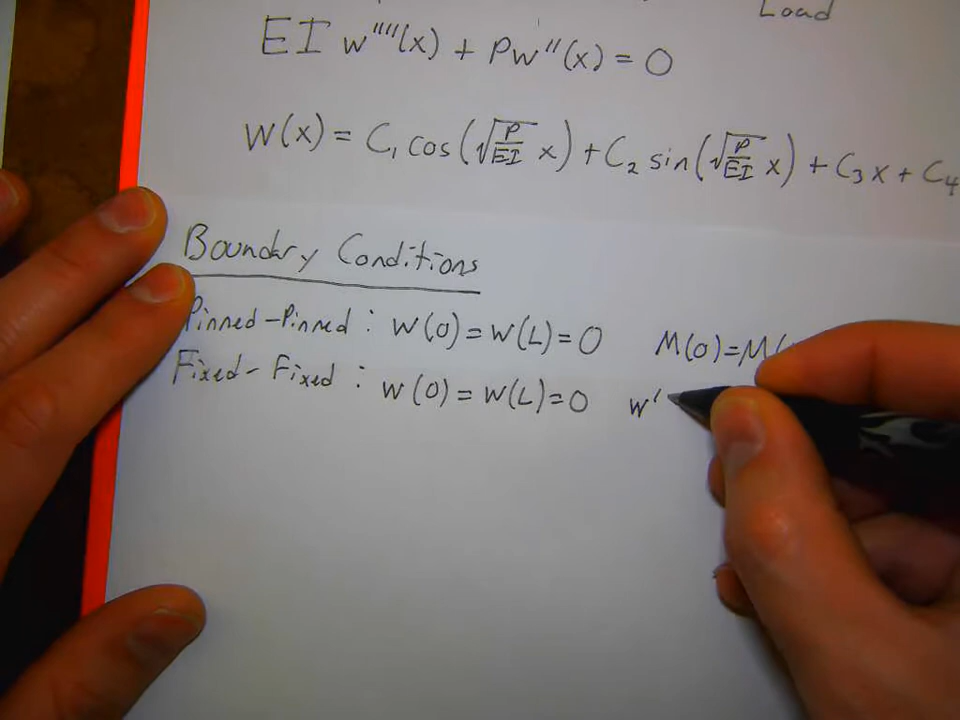 Load
EI w''''(x) + Pw''(x) = 0
w(x) = C₁ cos(√(P/EI) x) + C₂ sin(√(P/EI) x) + C₃x + C₄
Boundary Conditions
Pinned-Pinned : w(0) = w(L) = 0 M(0)=M(
Fixed-Fixed : w(0) = w(L) = 0 w'